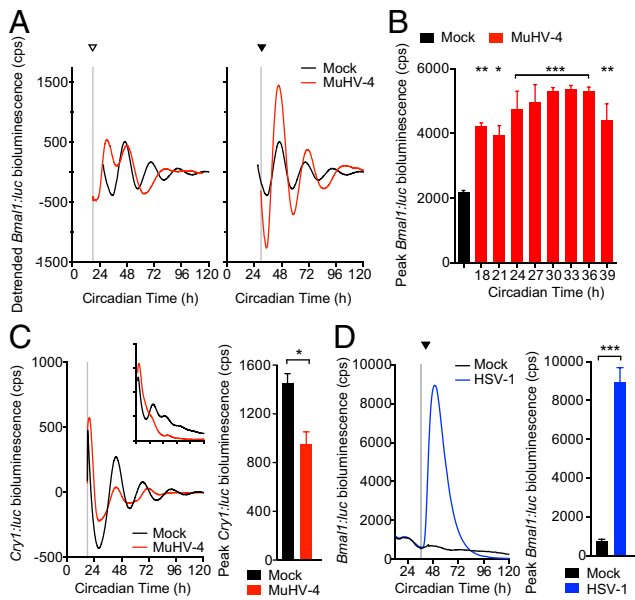 A
Mock
MuHV-4
Detrended Bmal1:luc bioluminescence (cps)
1500
500
-500
-1500
0 24 48 72 96 120
0 24 48 72 96 120
Circadian Time (h)
Circadian Time (h)
B
Mock MuHV-4
Peak Bmal1:luc bioluminescence (cps)
** * *** **
6000
4000
2000
0
18 21 24 27 30 33 36 39
Circadian Time (h)
C
Cry1:luc bioluminescence (cps)
1000
500
0
-500
Mock
MuHV-4
0 24 48 72 96 120
Circadian Time (h)
Peak Cry1:luc bioluminescence (cps)
*
1600
1200
800
400
0
Mock
MuHV-4
D
Mock
HSV-1
Bmal1:luc bioluminescence (cps)
10000
8000
6000
4000
2000
0
24 48 72 96 120
Circadian Time (h)
Peak Bmal1:luc bioluminescence (cps)
***
10000
8000
6000
4000
2000
0
Mock
HSV-1